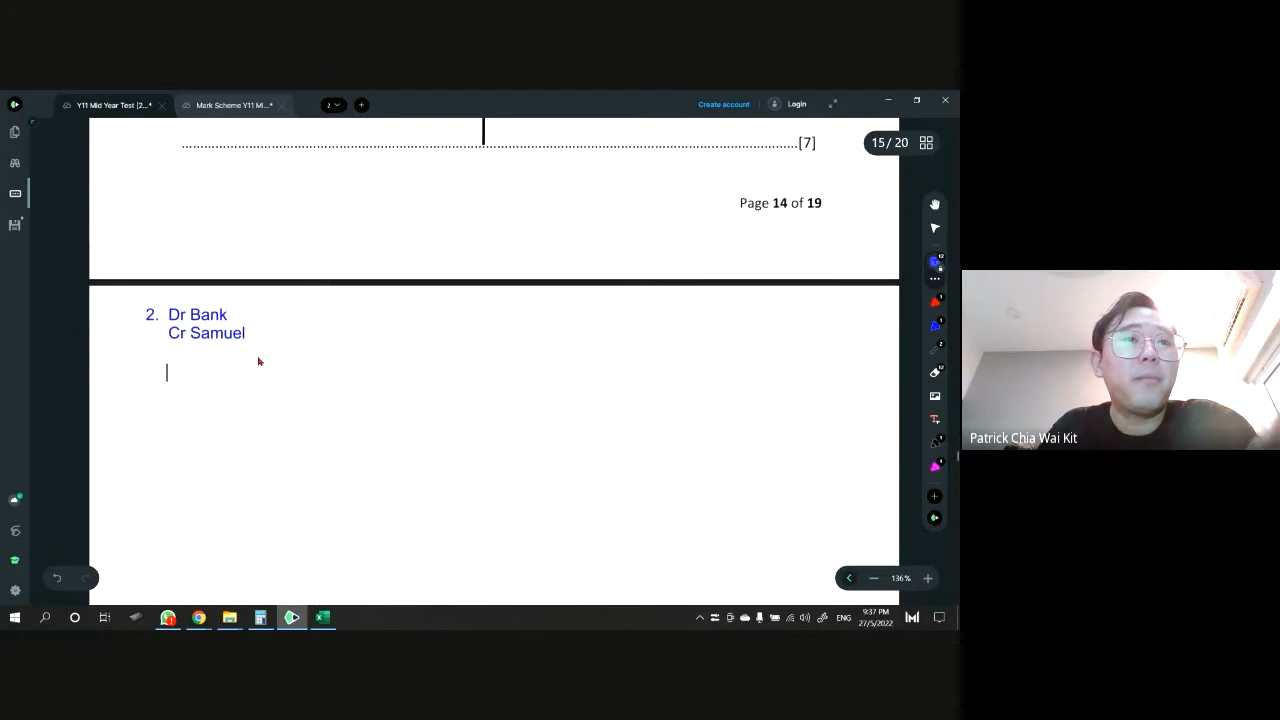 Y11 Mid Year Test (2...*
Mark Scheme Y11 Mi...*
2
Create account
Login
[7]
15/ 20
Page 14 of 19
2. Dr Bank
Cr Samuel
Patrick Chia Wai Kit
136%
ENG
9:37 PM
27/5/2022